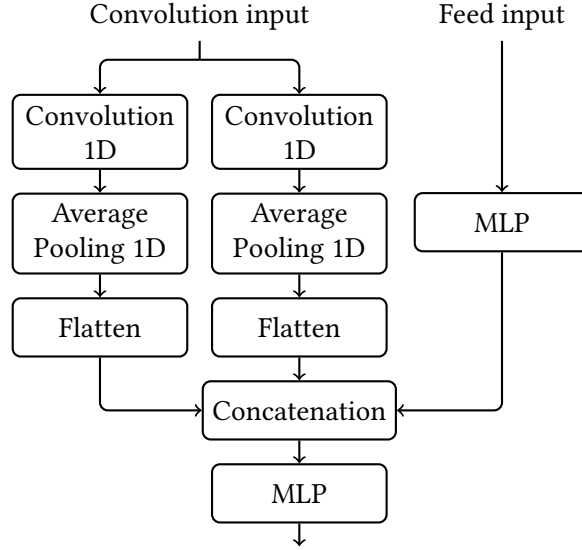 Convolution input
Feed input
Convolution
1D
Convolution
1D
Average
Pooling 1D
Average
Pooling 1D
MLP
Flatten
Flatten
Concatenation
MLP